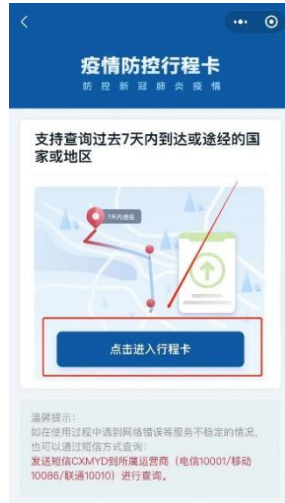 疫情防控行程卡
防控新冠肺炎疫情
支持查询过去7天内到达或途经的国
家或地区
7天内途经
点击进入行程卡
温馨提示:
如在使用过程中遇到网络错误等服务不稳定的情况,
也可以通过短信方式查询:
发送短信CXMYD到所属运营商（电信10001/移动
10086/联通10010）进行查询。